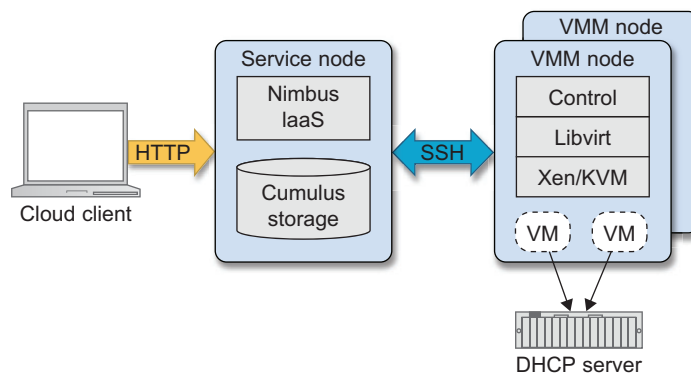 VMM node
Service node
VMM node
Nimbus
IaaS
Control
HTTP
SSH
Libvirt
Cumulus
storage
Xen/KVM
Cloud client
VM
VM
DHCP server